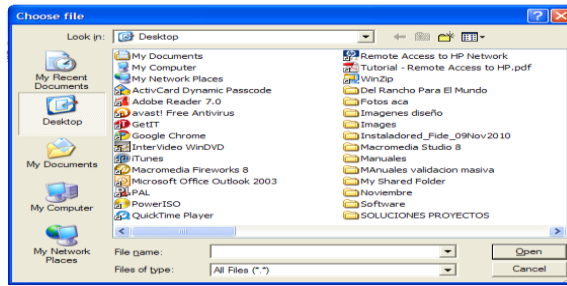 Choose file
Look in: Desktop
My Recent Documents
Desktop
My Documents
My Computer
My Network Places
My Documents
My Computer
My Network Places
ActivCard Dynamic Passcode
Adobe Reader 7.0
avast! Free Antivirus
GetIT
Google Chrome
InterVideo WinDVD
iTunes
Macromedia Fireworks 8
Microsoft Office Outlook 2003
PAL
PowerISO
QuickTime Player
Remote Access to HP Network
Tutorial - Remote Access to HP.pdf
WinZip
Del Rancho Para El Mundo
Fotos aca
Imagenes diseño
Images
Instaladored_Fide_09Nov2010
Macromedia Studio 8
Manuales
MAnuales validacion masiva
My Shared Folder
Noviembre
Software
SOLUCIONES PROYECTOS
File name:
Open
Files of type: All Files (*.*)
Cancel